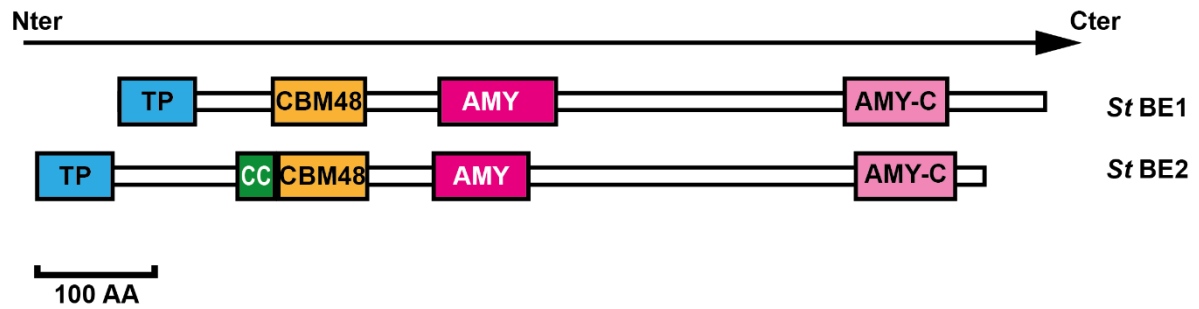 Nter Cter
TP CBM48 AMY AMY-C St BE1
TP CC CBM48 AMY AMY-C St BE2
100 AA